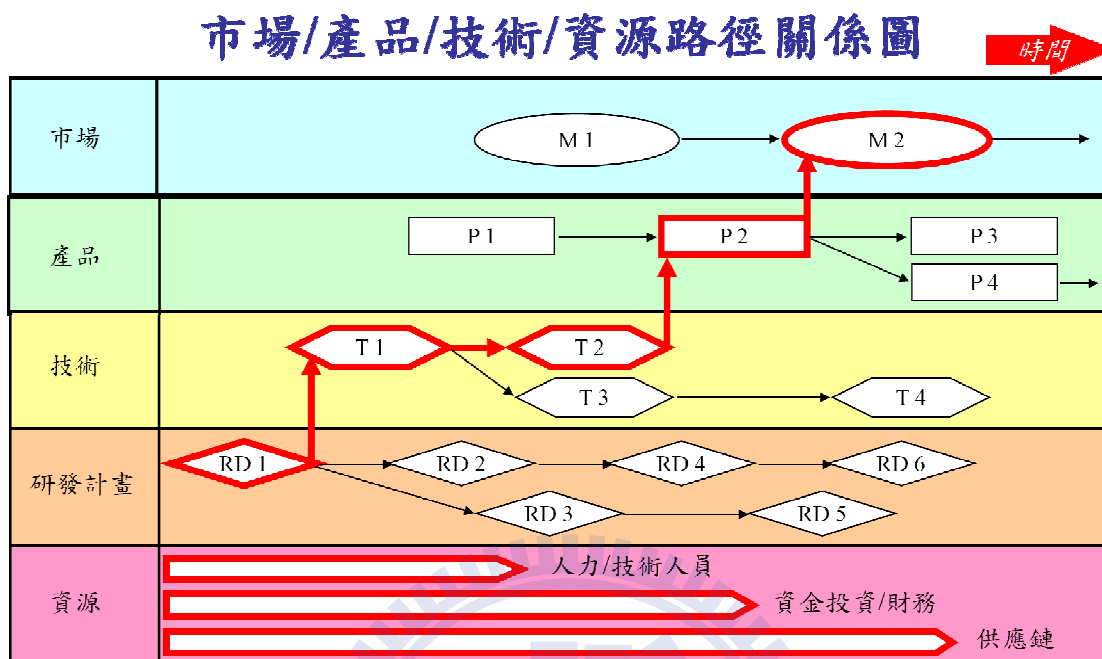 市場/產品/技術/資源路徑關係圖
時間
市場
M 1
M 2
產品
P 1
P 2
P 3
P 4
技術
T 1
T 2
T 3
T 4
研發計畫
RD 1
RD 2
RD 4
RD 6
RD 3
RD 5
資源
人力/技術人員
資金投資/財務
供應鏈